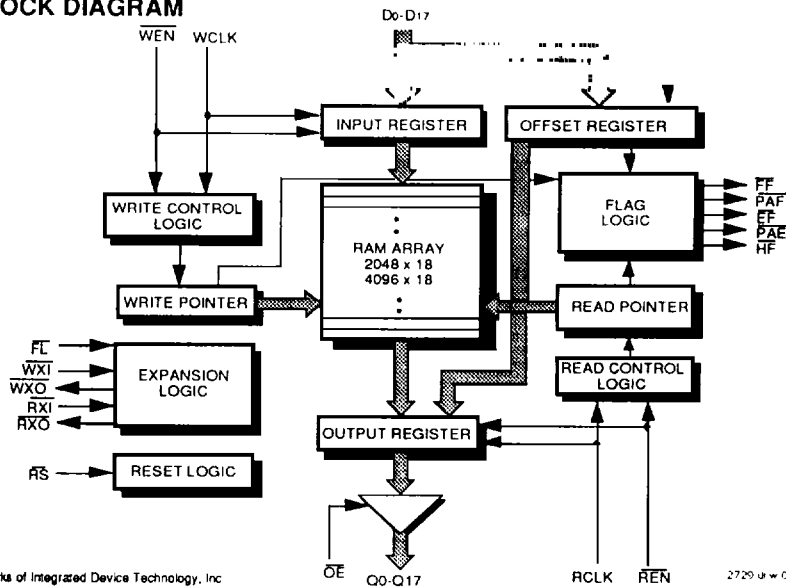 OCK DIAGRAM
D0-D17
WEN WCLK
INPUT REGISTER
OFFSET REGISTER
WRITE CONTROL
LOGIC
RAM ARRAY
2048 x 18
4096 x 18
FLAG
LOGIC
FF
PAF
EF
PAE
HF
WRITE POINTER
READ POINTER
FL
WXI
WXO
RXI
RXO
EXPANSION
LOGIC
READ CONTROL
LOGIC
OUTPUT REGISTER
RS
RESET LOGIC
OE
Q0-Q17
RCLK
REN
ks of Integrated Device Technology, Inc
2729 drw 0